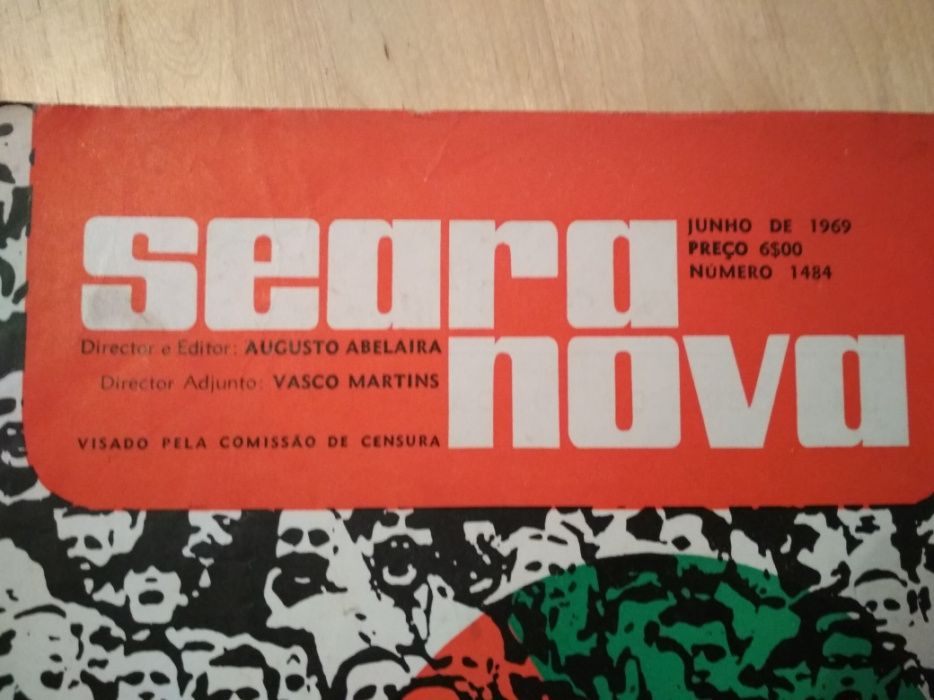 seara
JUNHO DE 1969
PREÇO 6$00
NÚMERO 1484
Director e Editor: AUGUSTO ABELAIRA
Director Adjunto: VASCO MARTINS
nova
VISADO PELA COMISSÃO DE CENSURA